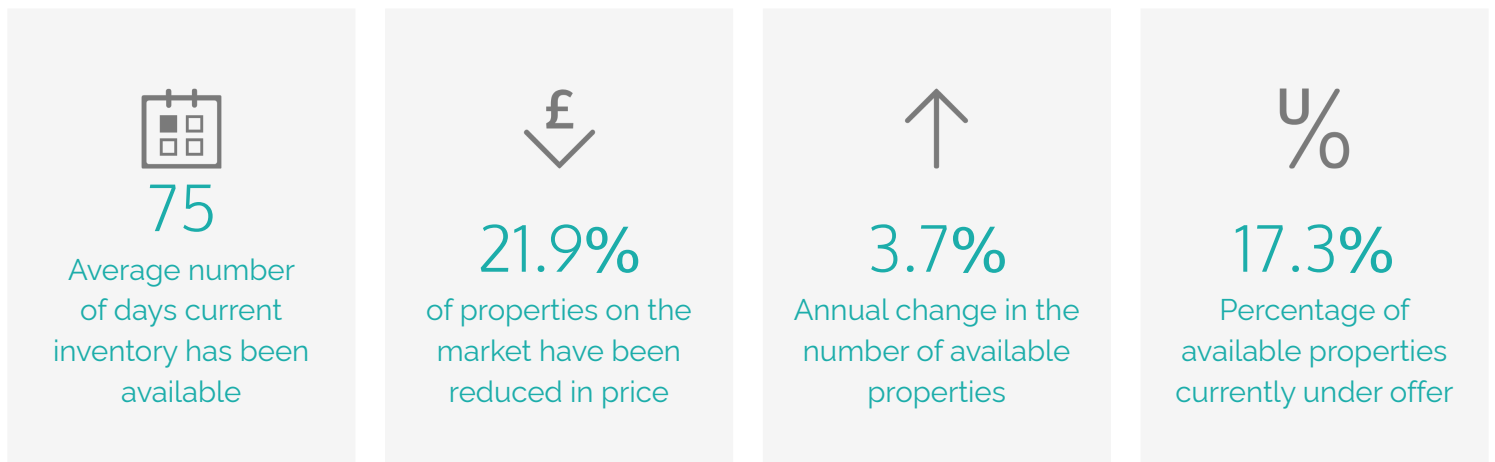 75
Average number
of days current
inventory has been
available
£
21.9%
of properties on the
market have been
reduced in price
3.7%
Annual change in the
number of available
properties
U/0
17.3%
Percentage of
available properties
currently under offer